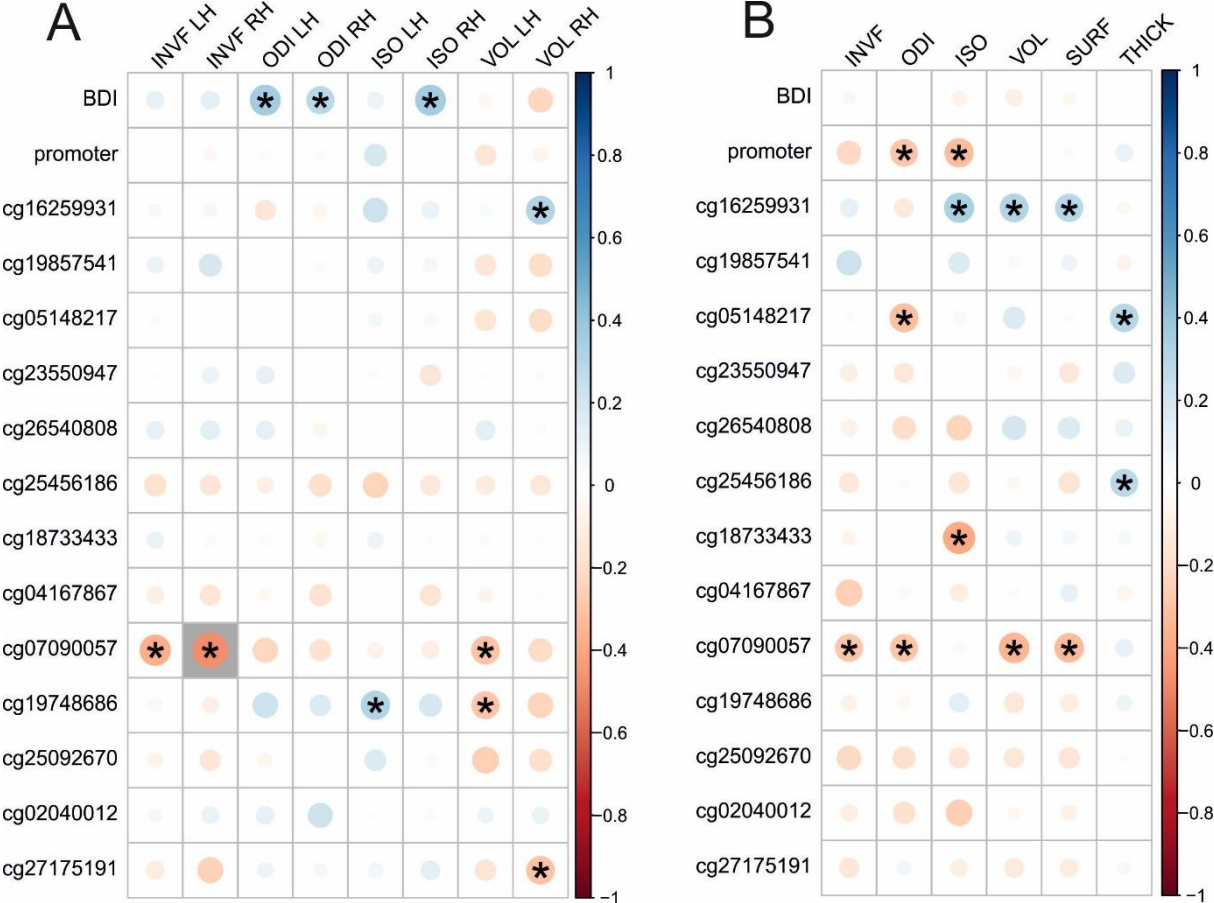 A
INVF LH INVF RH ODI LH ODI RH ISO LH ISO RH VOL LH VOL RH
BDI * * *
promoter
cg16259931 *
cg19857541
cg05148217
cg23550947
cg26540808
cg25456186
cg18733433
cg04167867
cg07090057 * * *
cg19748686 * *
cg25092670
cg02040012
cg27175191 *
1
0.8
0.6
0.4
0.2
0
−0.2
−0.4
−0.6
−0.8
−1
B
INVF ODI ISO VOL SURF THICK
BDI
promoter * *
cg16259931 * * *
cg19857541
cg05148217 * *
cg23550947
cg26540808
cg25456186 *
cg18733433 *
cg04167867
cg07090057 * * * *
cg19748686
cg25092670
cg02040012
cg27175191
1
0.8
0.6
0.4
0.2
0
−0.2
−0.4
−0.6
−0.8
−1